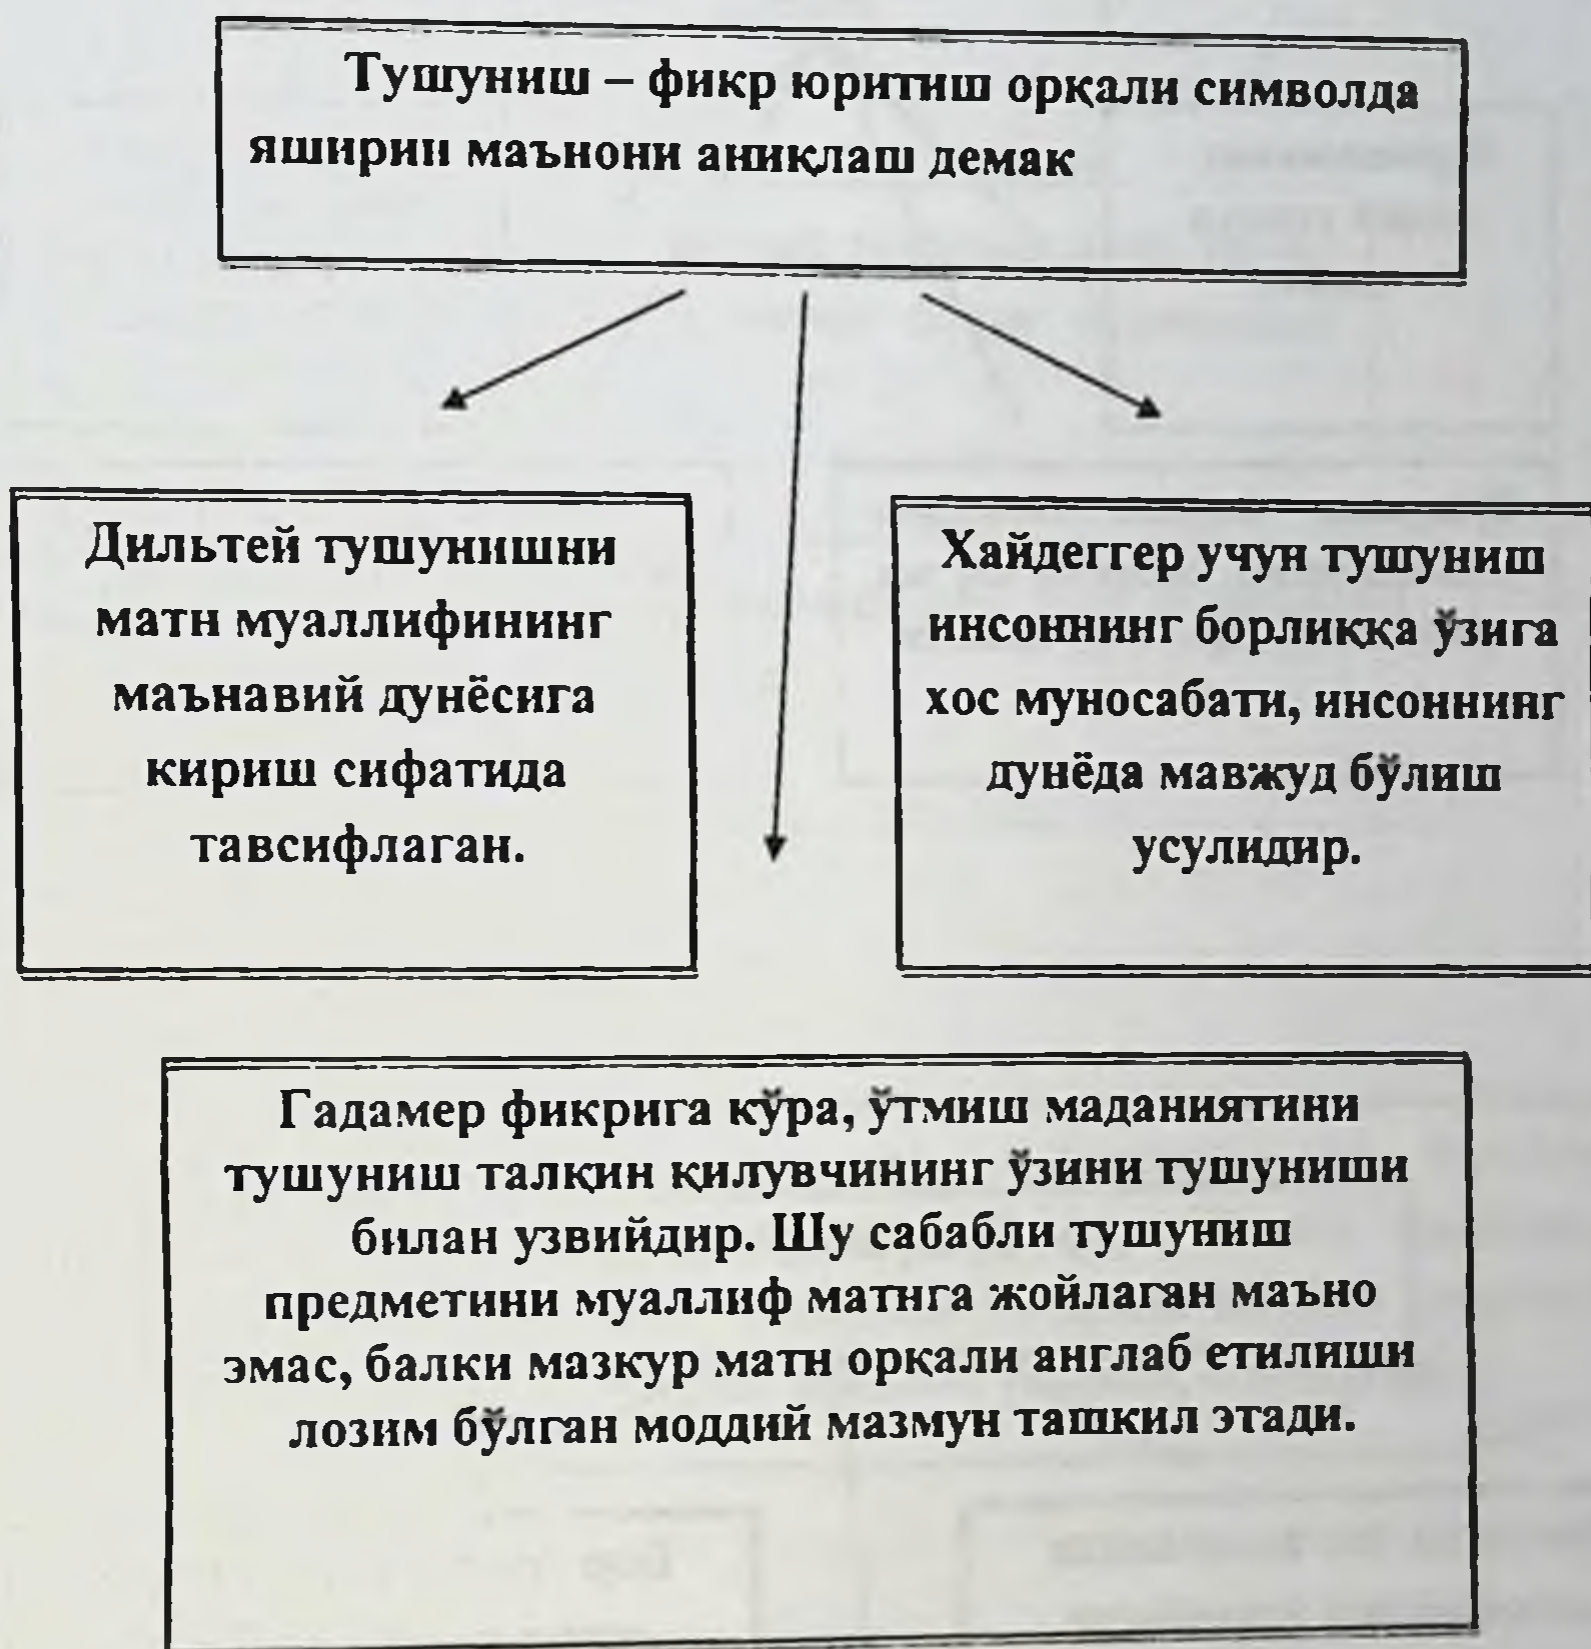 Тушуниш – фикр юритиш орқали символда
яширин маънони аниқлаш демак
Дильтей тушунишни
матн муаллифининг
маънавий дунёсига
кириш сифатида
тавсифлаган.
Хайдеггер учун тушуниш
инсоннинг борлиққа ўзига
хос муносабати, инсоннинг
дунёда мавжуд бўлиш
усулидир.
Гадамер фикрига кўра, ўтмиш маданиятини
тушуниш талқин қилувчининг ўзини тушуниши
билан узвийдир. Шу сабабли тушуниш
предметини муаллиф матнга жойлаган маъно
эмас, балки мазкур матн орқали англаб етилиши
лозим бўлган моддий мазмун ташкил этади.